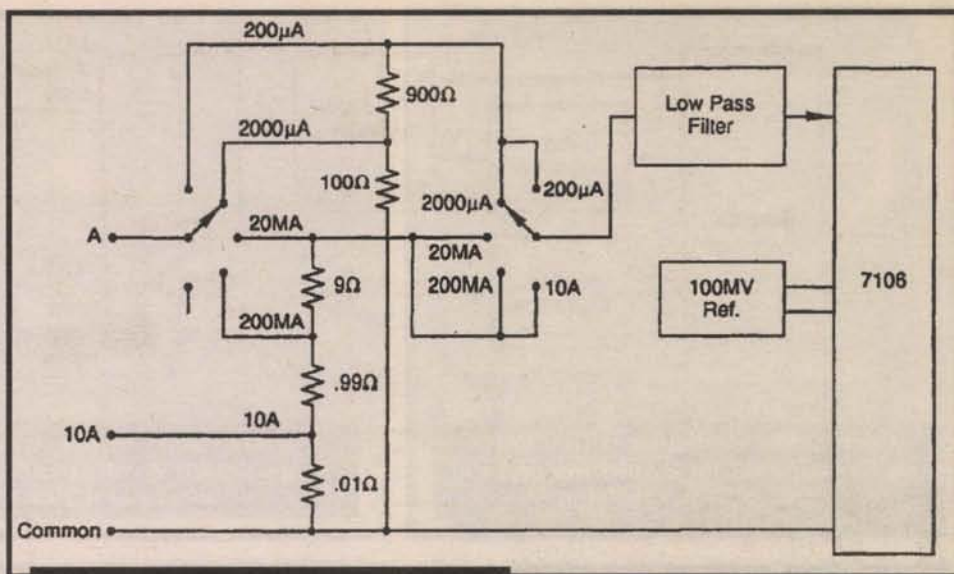 200µA
900Ω
Low Pass
Filter
2000µA
100Ω
200µA
2000µA
A
20MA
20MA
7106
9Ω
200MA
10A
100MV
Ref.
200MA
.99Ω
10A
10A
.01Ω
Common